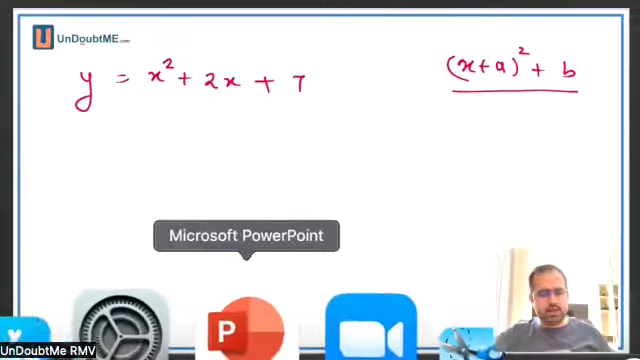 UnDoubtME.com
y = x² + 2x + 7
(x+a)² + b
Microsoft PowerPoint
P
UnDoubtMe RMV